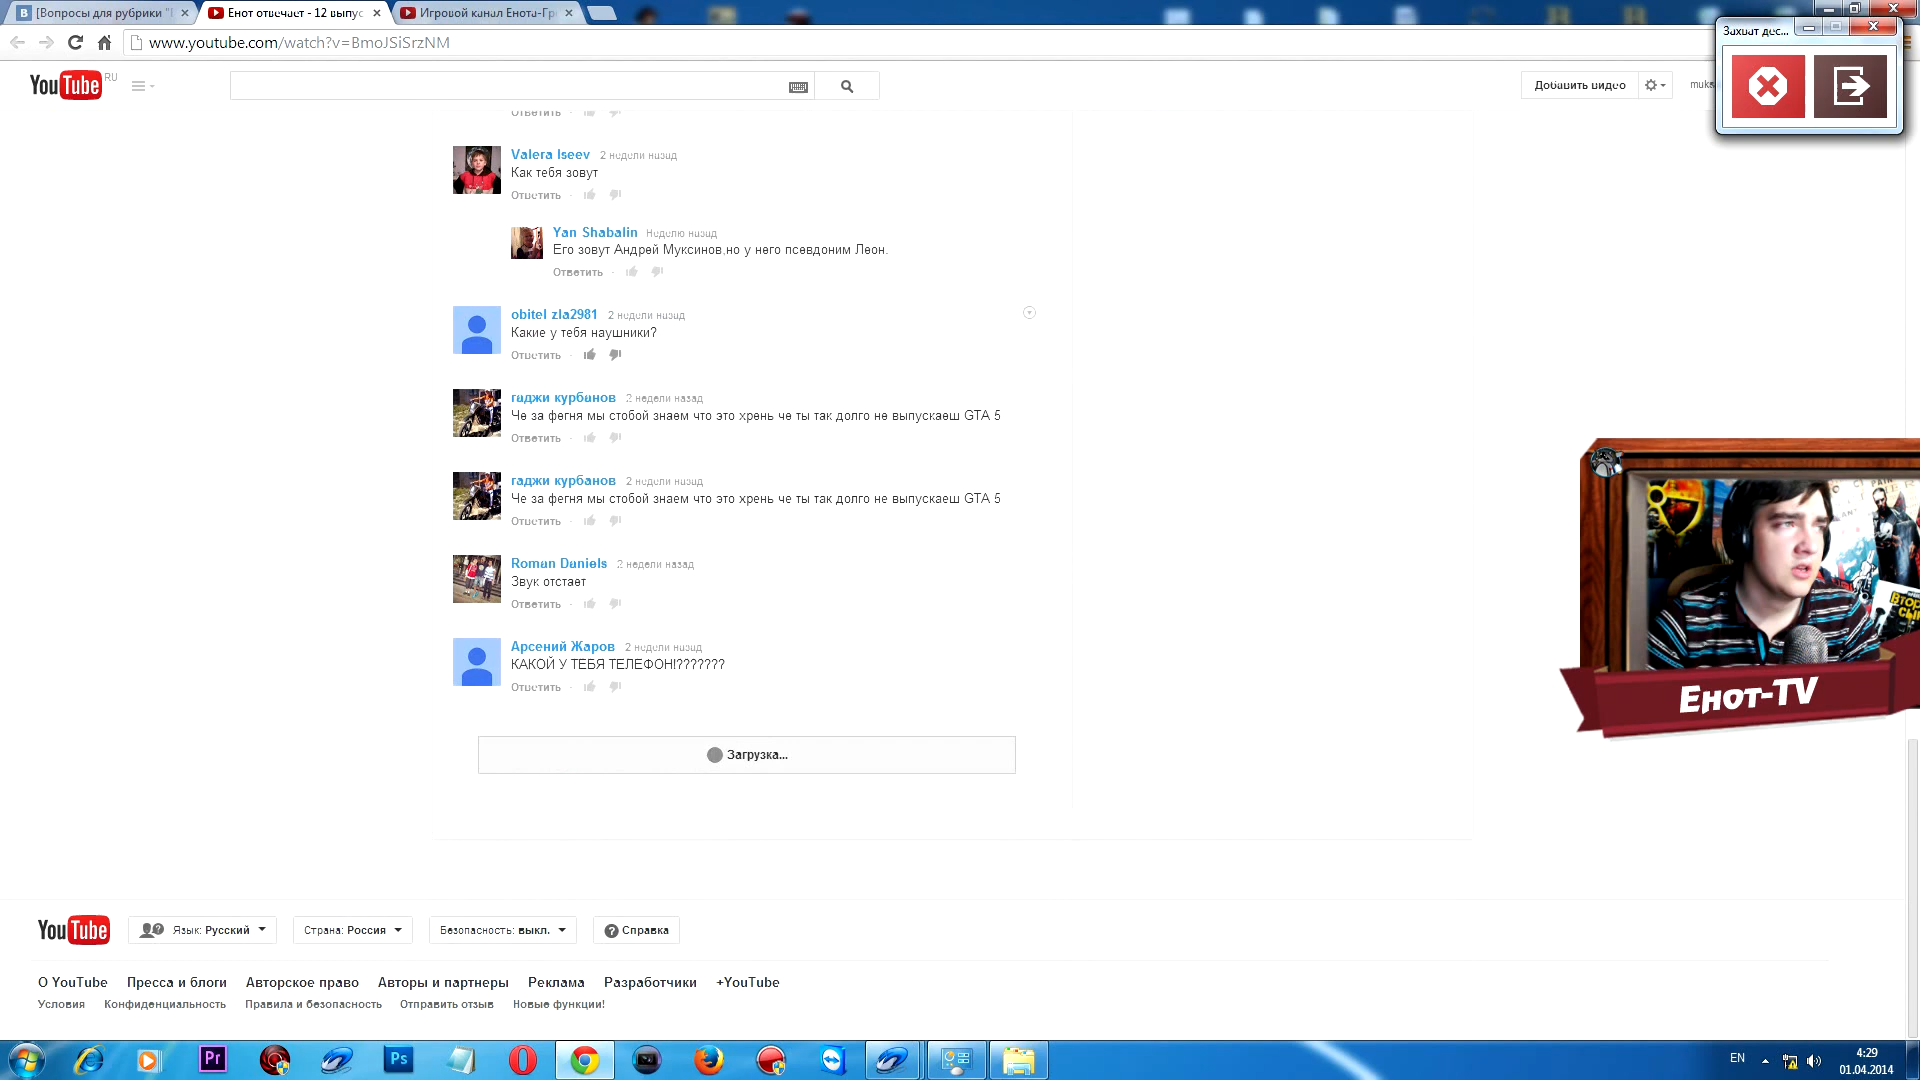 [Вопросы для рубрики "
Енот отвечает - 12 выпус
Игровой канал Енота-Гр
www.youtube.com/watch?v=BmoJSiSrzNM
Захват дес...
YouTube RU
Добавить видео
Ответить
Valera Iseev 2 недели назад
Как тебя зовут
Ответить
Yan Shabalin Неделю назад
Его зовут Андрей Муксинов,но у него псевдоним Леон.
Ответить
obitel zla2981 2 недели назад
Какие у тебя наушники?
Ответить
гаджи курбанов 2 недели назад
Че за фегня мы стобой знаем что это хрень че ты так долго не выпускаеш GTA 5
Ответить
гаджи курбанов 2 недели назад
Че за фегня мы стобой знаем что это хрень че ты так долго не выпускаеш GTA 5
Ответить
Roman Daniels 2 недели назад
Звук отстает
Ответить
Арсений Жаров 2 недели назад
КАКОЙ У ТЕБЯ ТЕЛЕФОН!???????
Ответить
Енот-TV
Загрузка...
YouTube Язык: Русский Страна: Россия Безопасность: выкл. Справка
О YouTube Пресса и блоги Авторское право Авторы и партнеры Реклама Разработчики +YouTube
Условия Конфиденциальность Правила и безопасность Отправить отзыв Новые функции!
Pr Ps
EN 4:29
01.04.2014